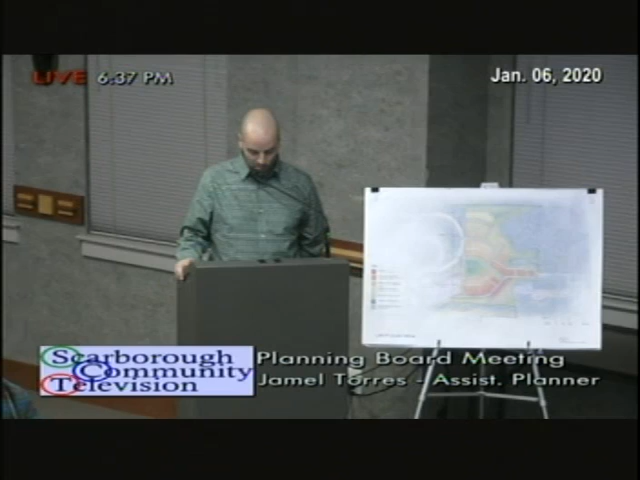 LIVE 6:37 PM
Jan. 06, 2020
Scarborough
Community
Television
Planning Board Meeting
Jamel Torres - Assist. Planner